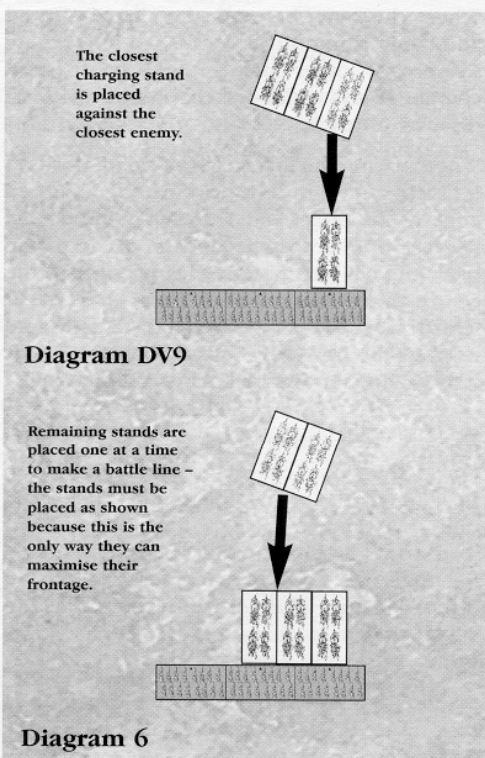 The closest
charging stand
is placed
against the
closest enemy.
Diagram DV9
Remaining stands are
placed one at a time
to make a battle line –
the stands must be
placed as shown
because this is the
only way they can
maximise their
frontage.
Diagram 6